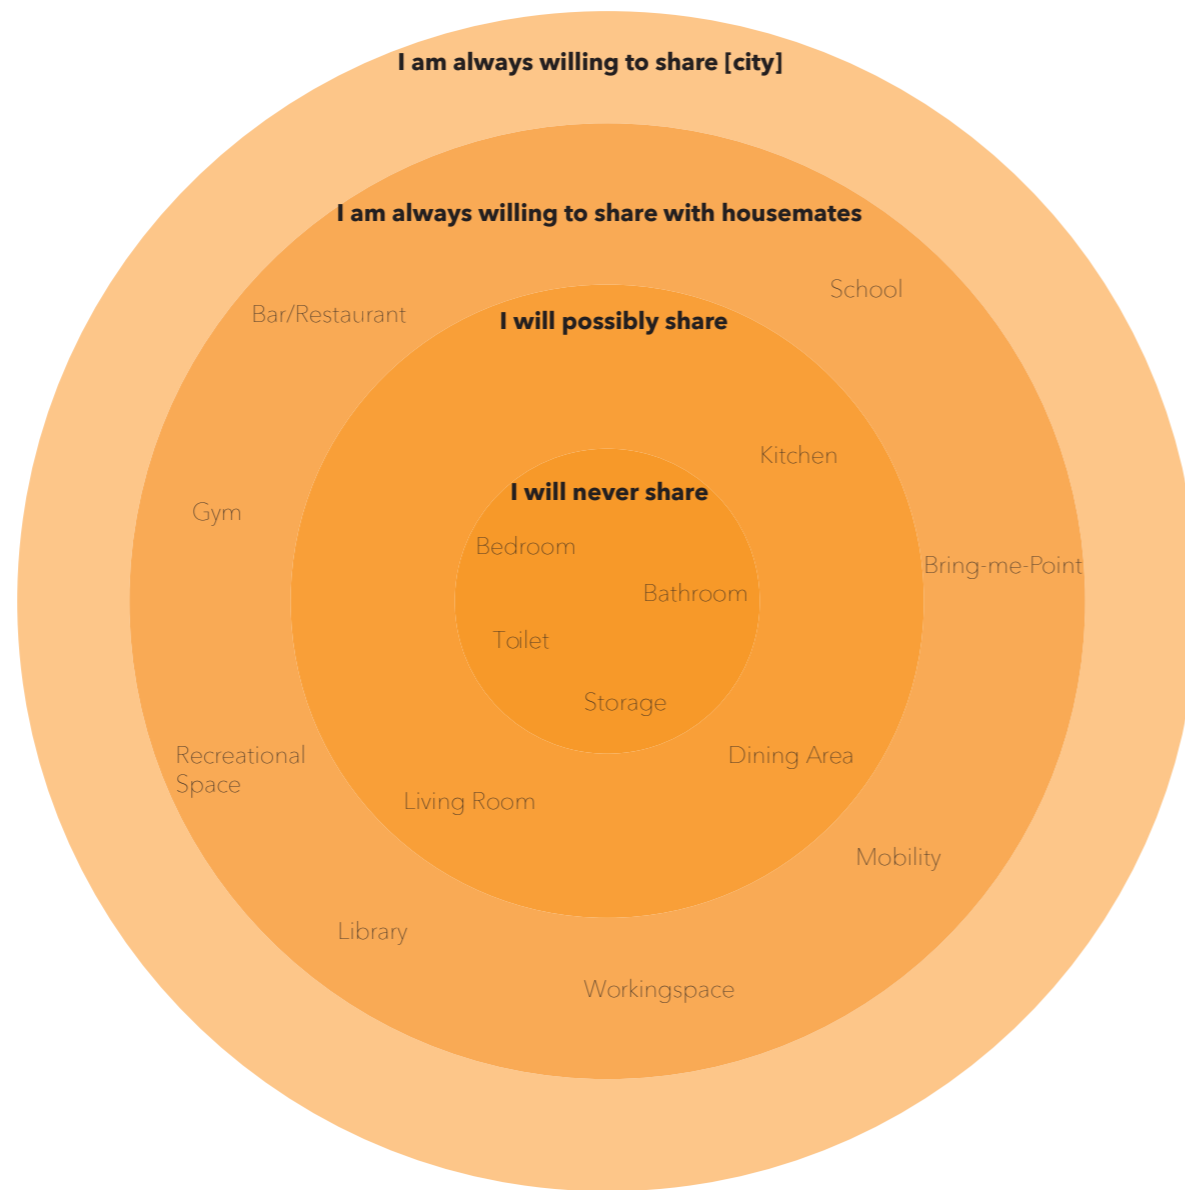 I am always willing to share [city]
I am always willing to share with housemates
School
Bar/Restaurant
I will possibly share
Kitchen
I will never share
Gym
Bedroom
Bring-me-Point
Bathroom
Toilet
Storage
Recreational
Space
Dining Area
Living Room
Mobility
Library
Workingspace